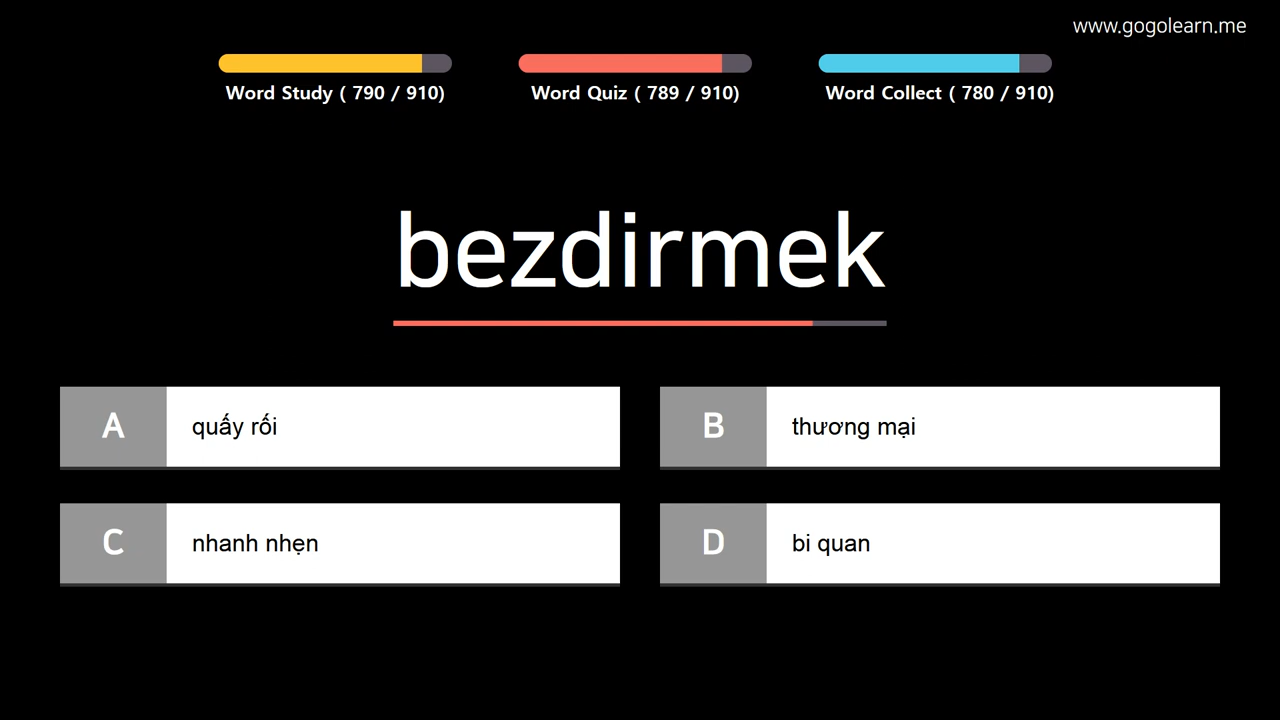 www.gogolearn.me
Word Study ( 790 / 910)
Word Quiz ( 789 / 910)
Word Collect ( 780 / 910)
bezdirmek
A
quấy rối
B
thương mại
C
nhanh nhẹn
D
bi quan